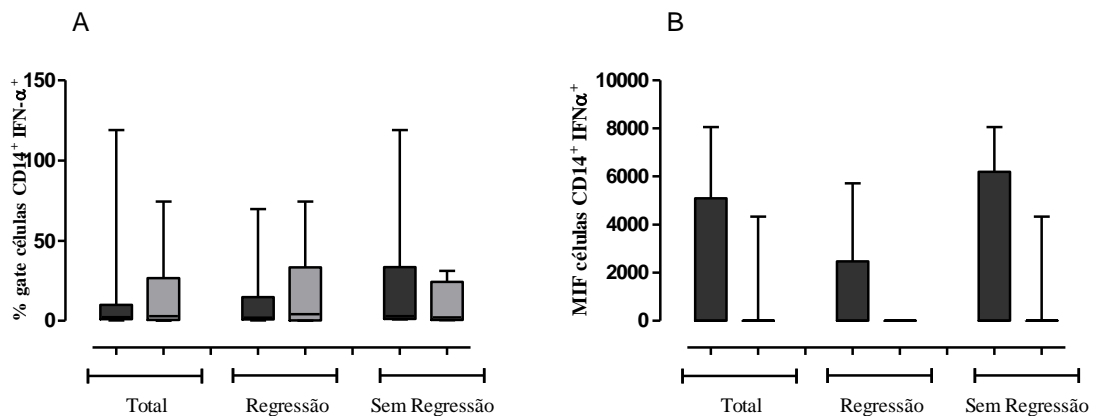 A
% gate células CD14⁺ IFN-α⁺
150
100
50
0
Total
Regressão
Sem Regressão
B
MIF células CD14⁺ IFNα⁺
10000
8000
6000
4000
2000
0
Total
Regressão
Sem Regressão